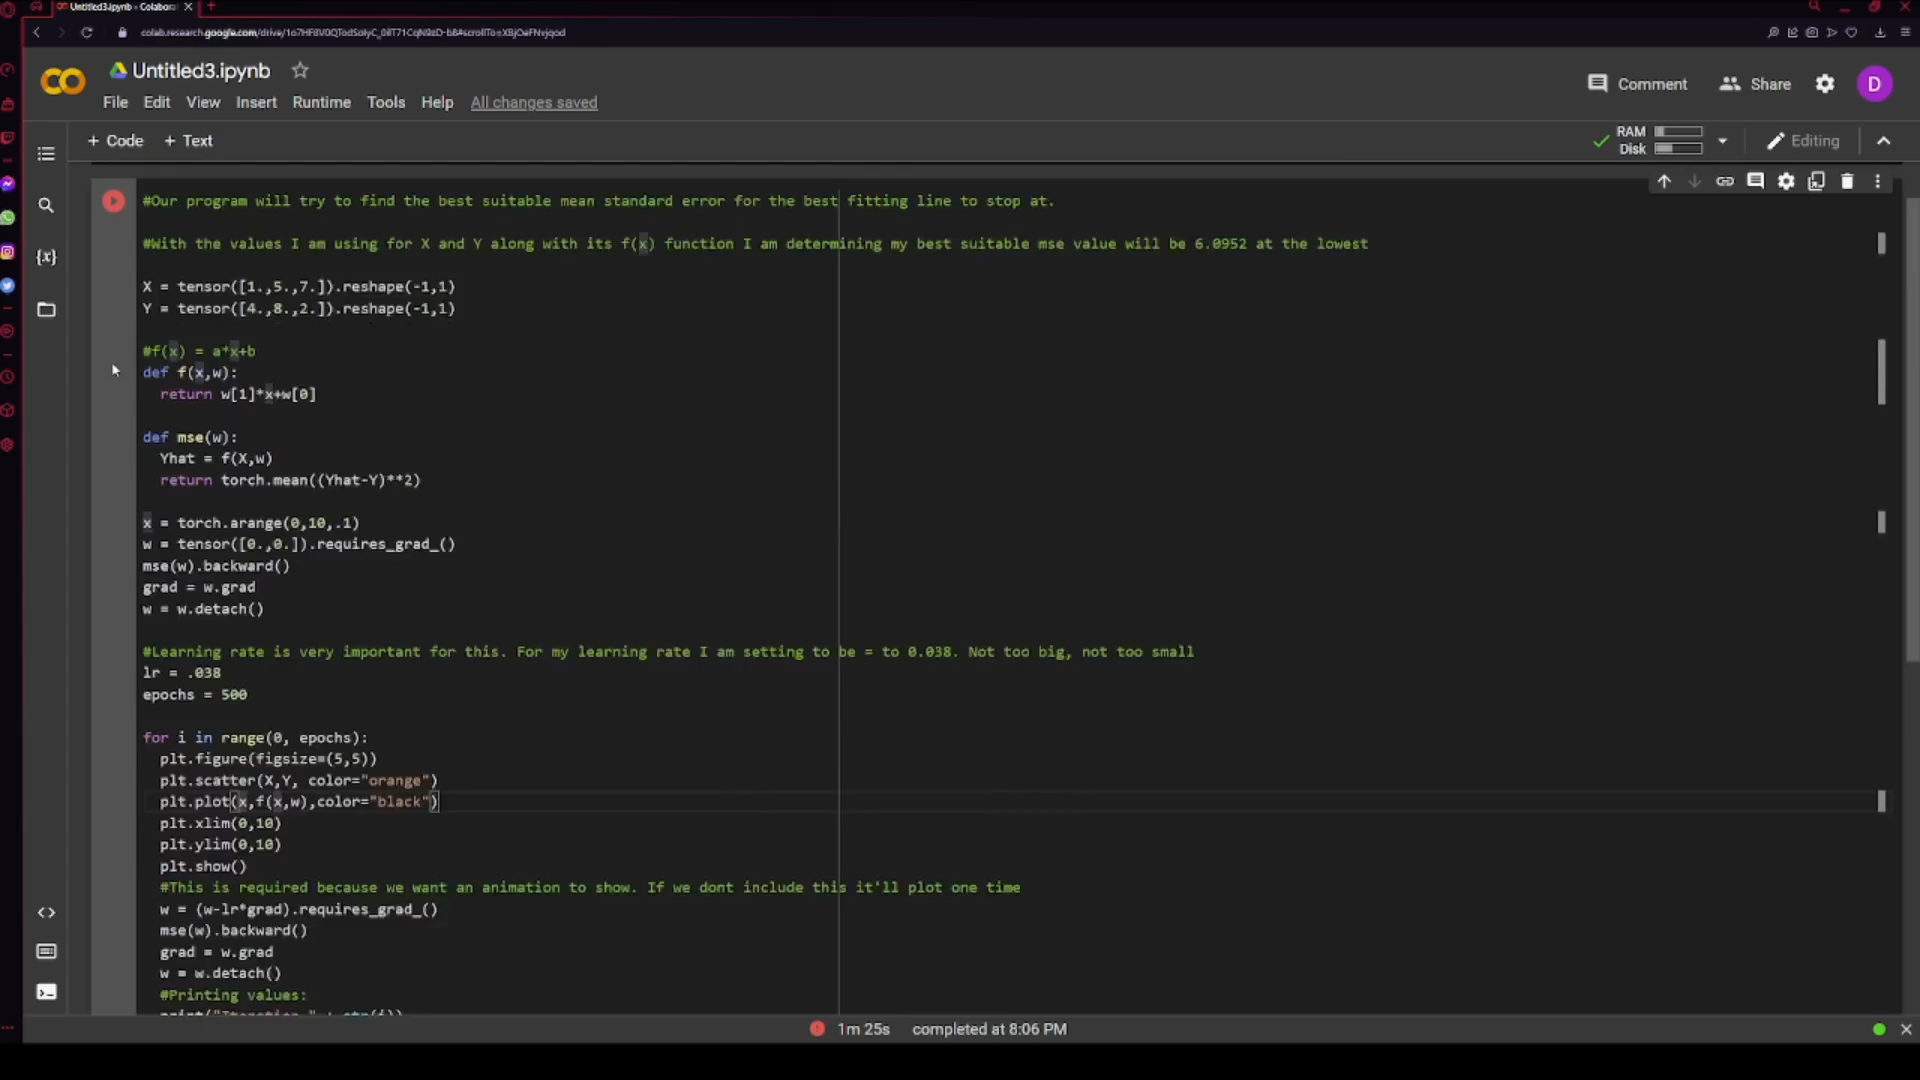 Untitled3.ipynb - Colabora
Untitled3.ipynb
File Edit View Insert Runtime Tools Help All changes saved
Comment Share D
+ Code + Text
RAM
Disk
Editing
#Our program will try to find the best suitable mean standard error for the best fitting line to stop at.
#With the values I am using for X and Y along with its f(x) function I am determining my best suitable mse value will be 6.0952 at the lowest
X = tensor([1.,5.,7.]).reshape(-1,1)
Y = tensor([4.,8.,2.]).reshape(-1,1)
#f(x) = a*x+b
def f(x,w):
return w[1]*x+w[0]
def mse(w):
Yhat = f(X,w)
return torch.mean((Yhat-Y)**2)
x = torch.arange(0,10,.1)
w = tensor([0.,0.]).requires_grad_()
mse(w).backward()
grad = w.grad
w = w.detach()
#Learning rate is very important for this. For my learning rate I am setting to be = to 0.038. Not too big, not too small
lr = .038
epochs = 500
for i in range(0, epochs):
plt.figure(figsize=(5,5))
plt.scatter(X,Y, color="orange")
plt.plot(x,f(x,w),color="black")
plt.xlim(0,10)
plt.ylim(0,10)
plt.show()
#This is required because we want an animation to show. If we dont include this it'll plot one time
w = (w-lr*grad).requires_grad_()
mse(w).backward()
grad = w.grad
w = w.detach()
#Printing values:
1m 25s completed at 8:06 PM